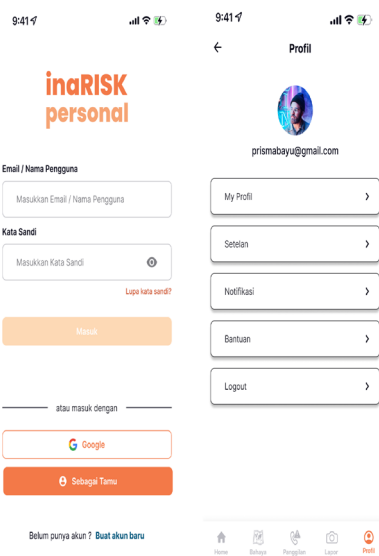 9:41
inaRISK
personal
Email / Nama Pengguna
Masukkan Email / Nama Pengguna
Kata Sandi
Masukkan Kata Sandi
Lupa kata sandi?
Masuk
atau masuk dengan
Google
Sebagai Tamu
Belum punya akun ? Buat akun baru
9:41
Profil
prismabayu@gmail.com
My Profil
Setelan
Notifikasi
Bantuan
Logout
Home Bahaya Panggilan Lapor Profil